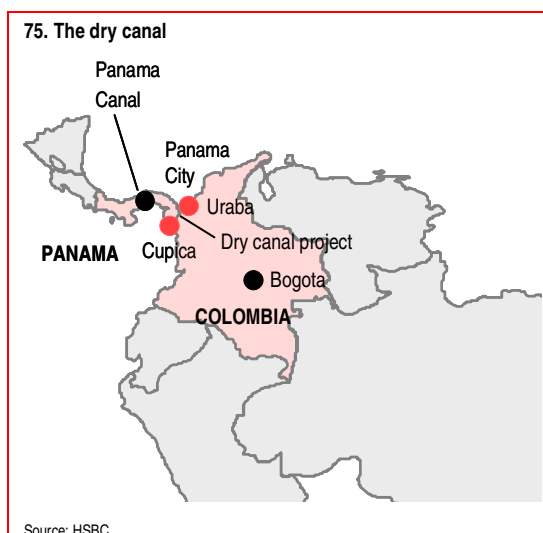 75. The dry canal
Panama
Canal
Panama
City
Uraba
Dry canal project
PANAMA
Cupica
Bogota
COLOMBIA
Source: HSBC